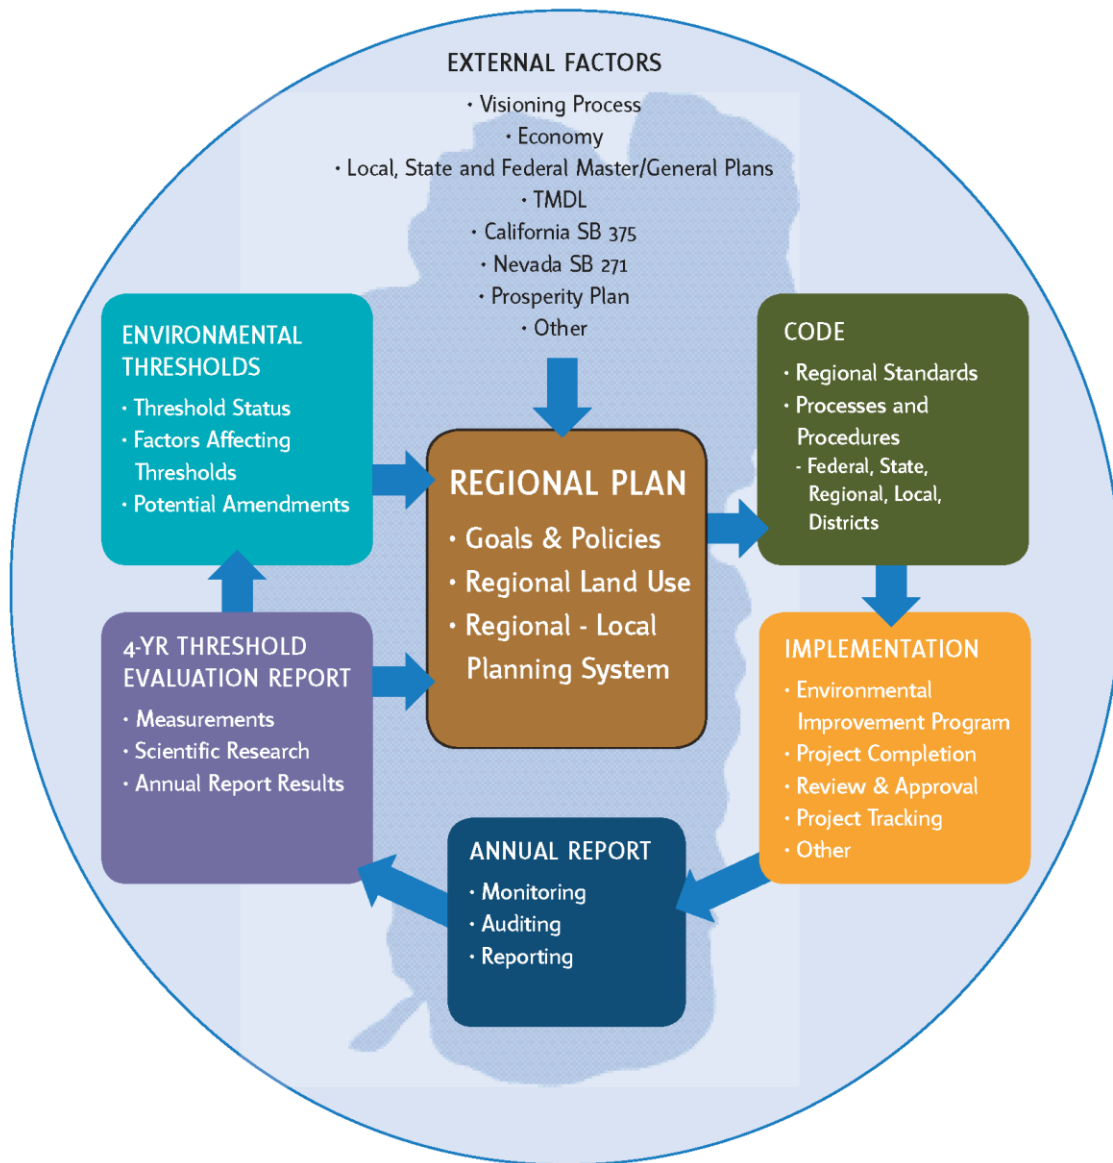 EXTERNAL FACTORS
· Visioning Process
· Economy
· Local, State and Federal Master/General Plans
· TMDL
· California SB 375
· Nevada SB 271
· Prosperity Plan
· Other
ENVIRONMENTAL
THRESHOLDS
· Threshold Status
· Factors Affecting
Thresholds
· Potential Amendments
REGIONAL PLAN
· Goals & Policies
· Regional Land Use
· Regional - Local
Planning System
CODE
· Regional Standards
· Processes and
Procedures
- Federal, State,
Regional, Local,
Districts
4-YR THRESHOLD
EVALUATION REPORT
· Measurements
· Scientific Research
· Annual Report Results
IMPLEMENTATION
· Environmental
Improvement Program
· Project Completion
· Review & Approval
· Project Tracking
· Other
ANNUAL REPORT
· Monitoring
· Auditing
· Reporting